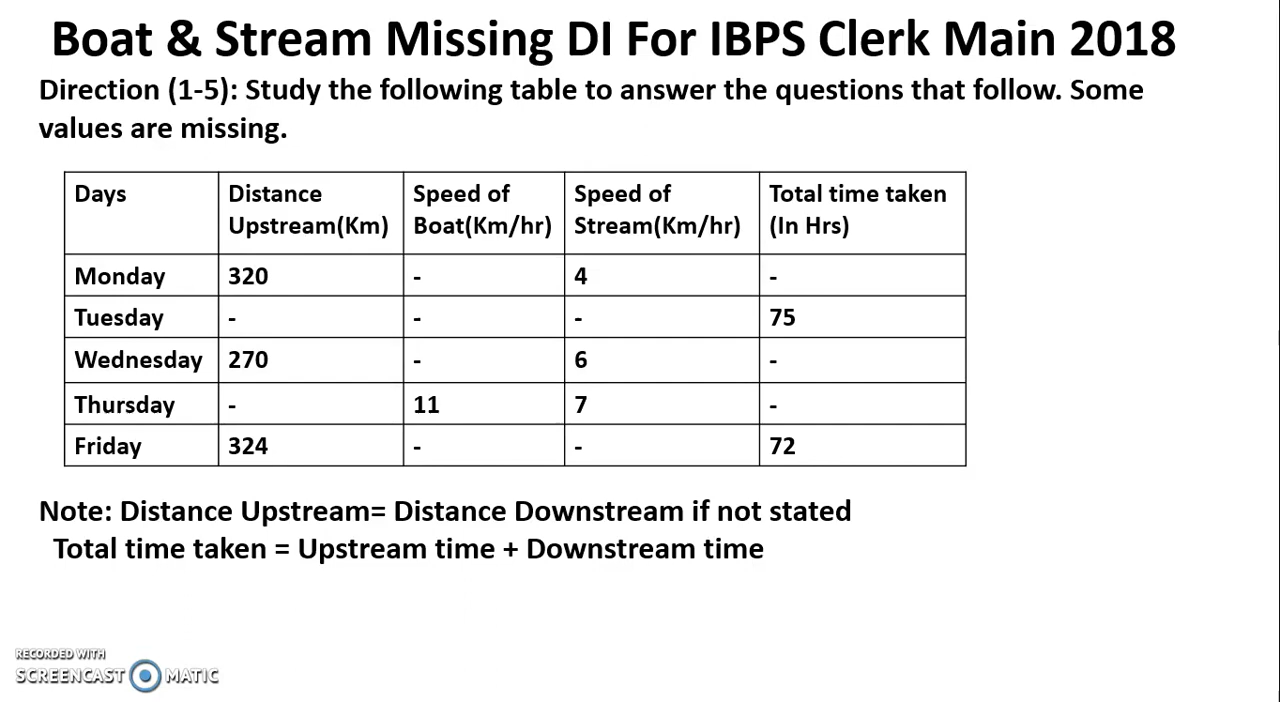 Boat & Stream Missing DI For IBPS Clerk Main 2018
Direction (1-5): Study the following table to answer the questions that follow. Some
values are missing.
Days Distance Upstream(Km) Speed of Boat(Km/hr) Speed of Stream(Km/hr) Total time taken (In Hrs)
Monday 320 - 4 -
Tuesday - - - 75
Wednesday 270 - 6 -
Thursday - 11 7 -
Friday 324 - - 72
Note: Distance Upstream= Distance Downstream if not stated
Total time taken = Upstream time + Downstream time
RECORDED WITH
SCREENCAST MATIC